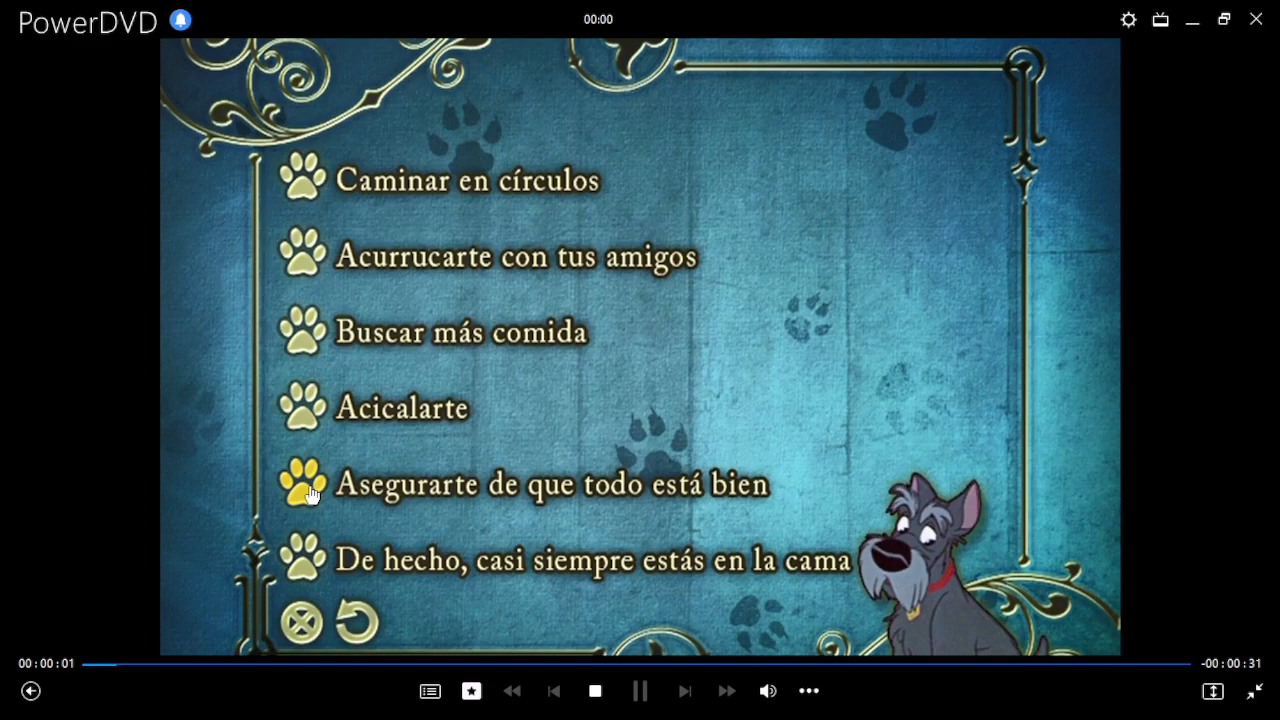 PowerDVD
00:00
Caminar en círculos
Acurrucarte con tus amigos
Buscar más comida
Acicalarte
Asegurarte de que todo está bien
De hecho, casi siempre estás en la cama
00:00:01
-00:00:31